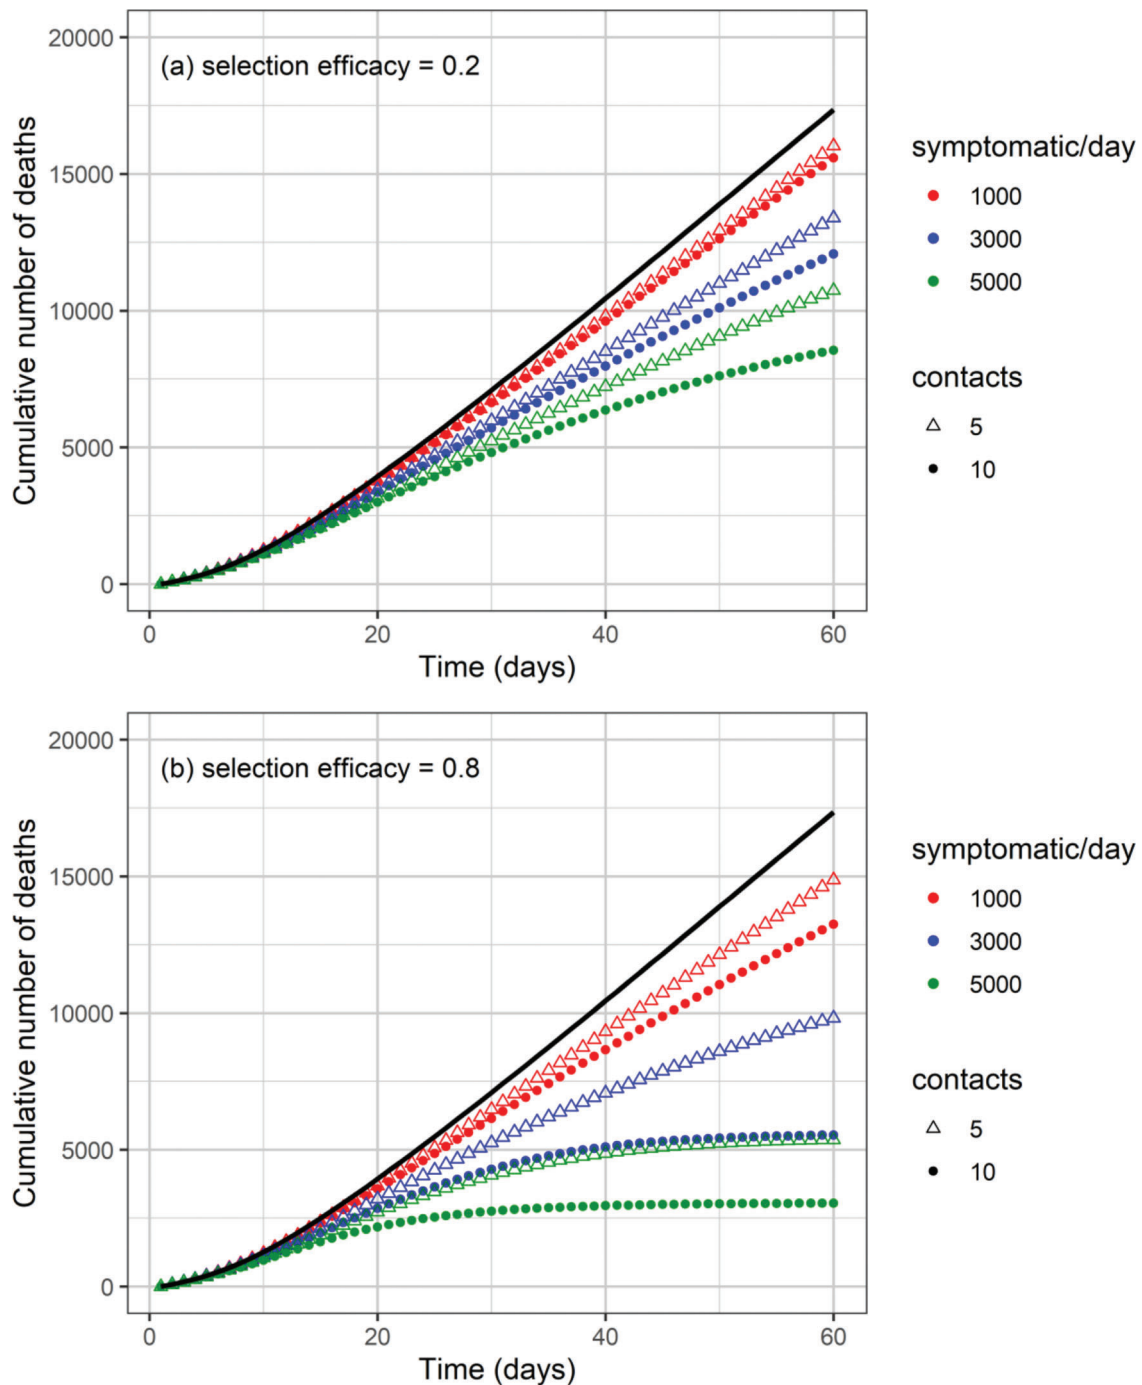 (a) selection efficacy = 0.2
20000
15000
10000
5000
0
Cumulative number of deaths
0
20
40
60
Time (days)
symptomatic/day
1000
3000
5000
contacts
5
10
(b) selection efficacy = 0.8
20000
15000
10000
5000
0
Cumulative number of deaths
0
20
40
60
Time (days)
symptomatic/day
1000
3000
5000
contacts
5
10